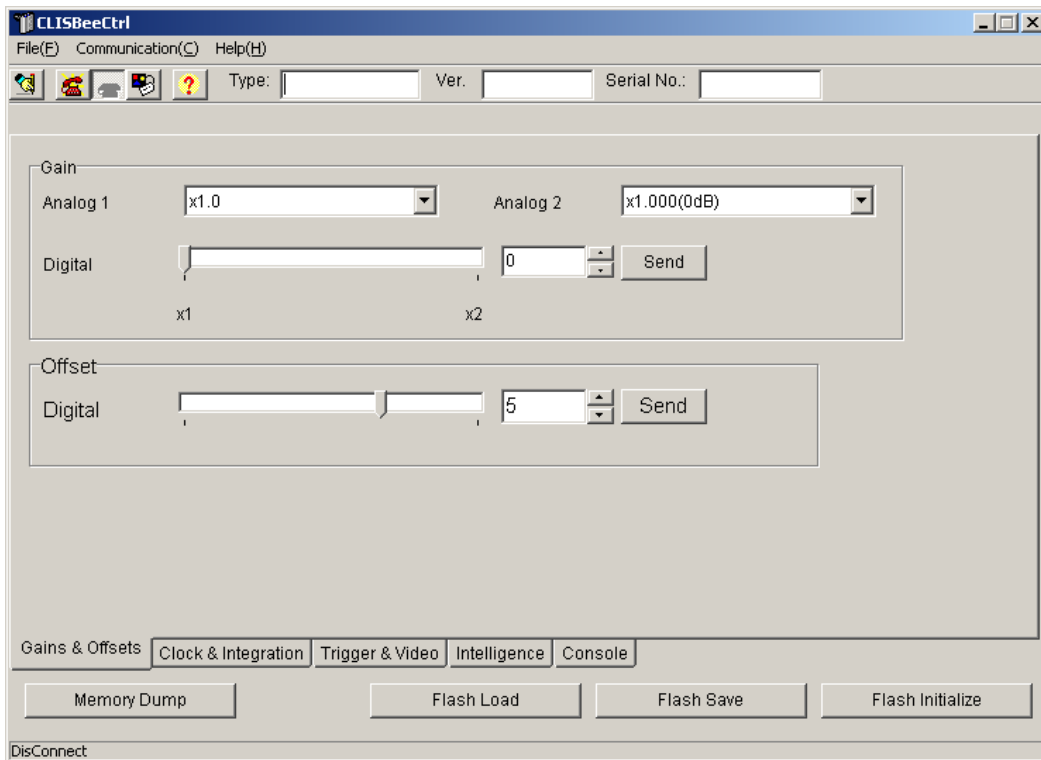 CLISBeeCtrl
File(F) Communication(C) Help(H)
Type: Ver. Serial No.:
Gain
Analog 1 x1.0 Analog 2 x1.000(0dB)
Digital 0 Send
x1 x2
Offset
Digital 5 Send
Gains & Offsets Clock & Integration Trigger & Video Intelligence Console
Memory Dump Flash Load Flash Save Flash Initialize
DisConnect